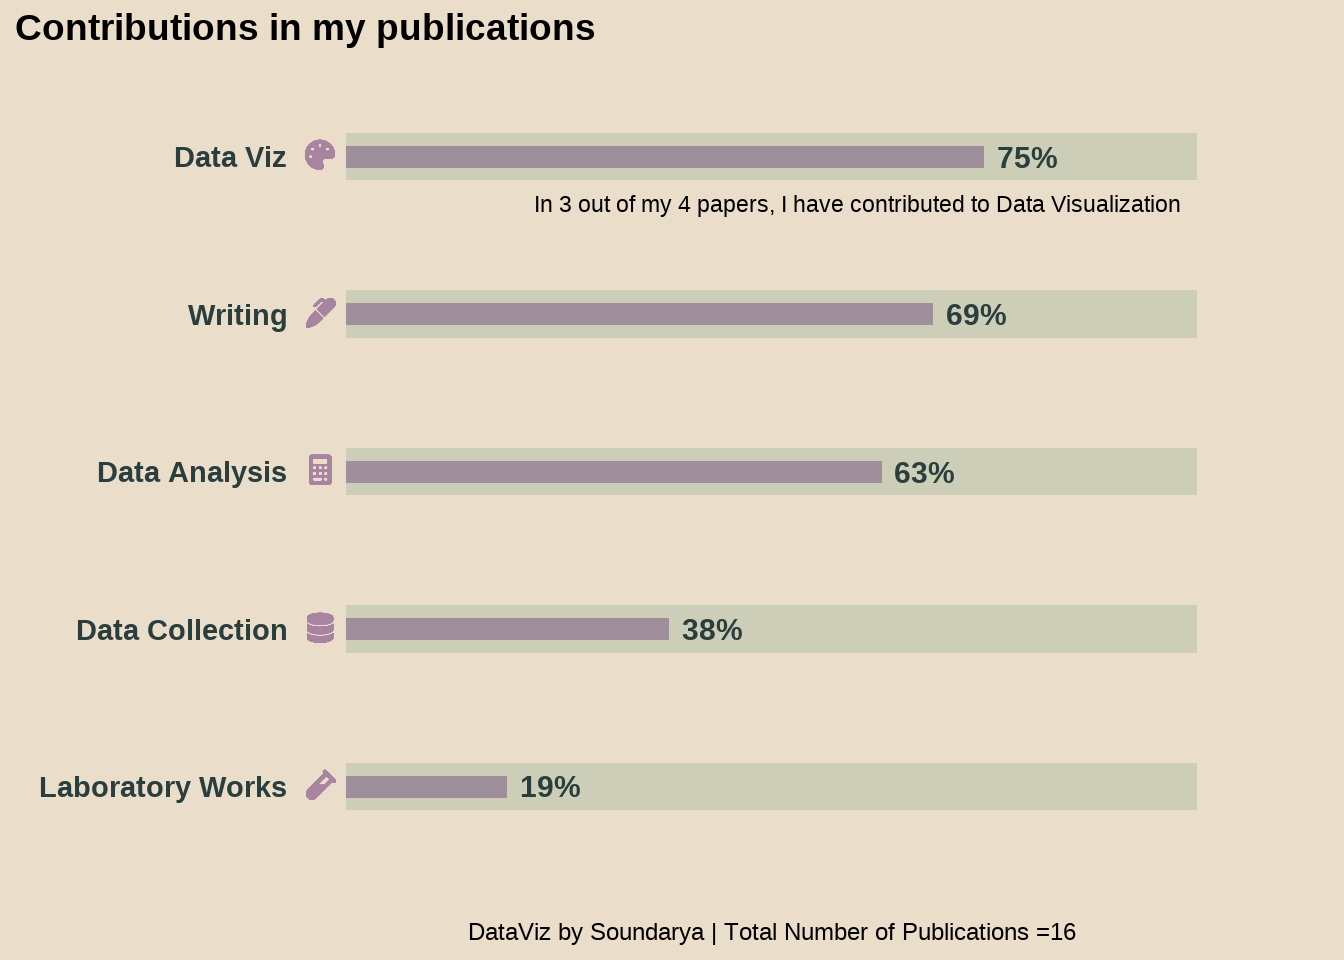 Contributions in my publications
Data Viz 75%
In 3 out of my 4 papers, I have contributed to Data Visualization
Writing 69%
Data Analysis 63%
Data Collection 38%
Laboratory Works 19%
DataViz by Soundarya | Total Number of Publications =16